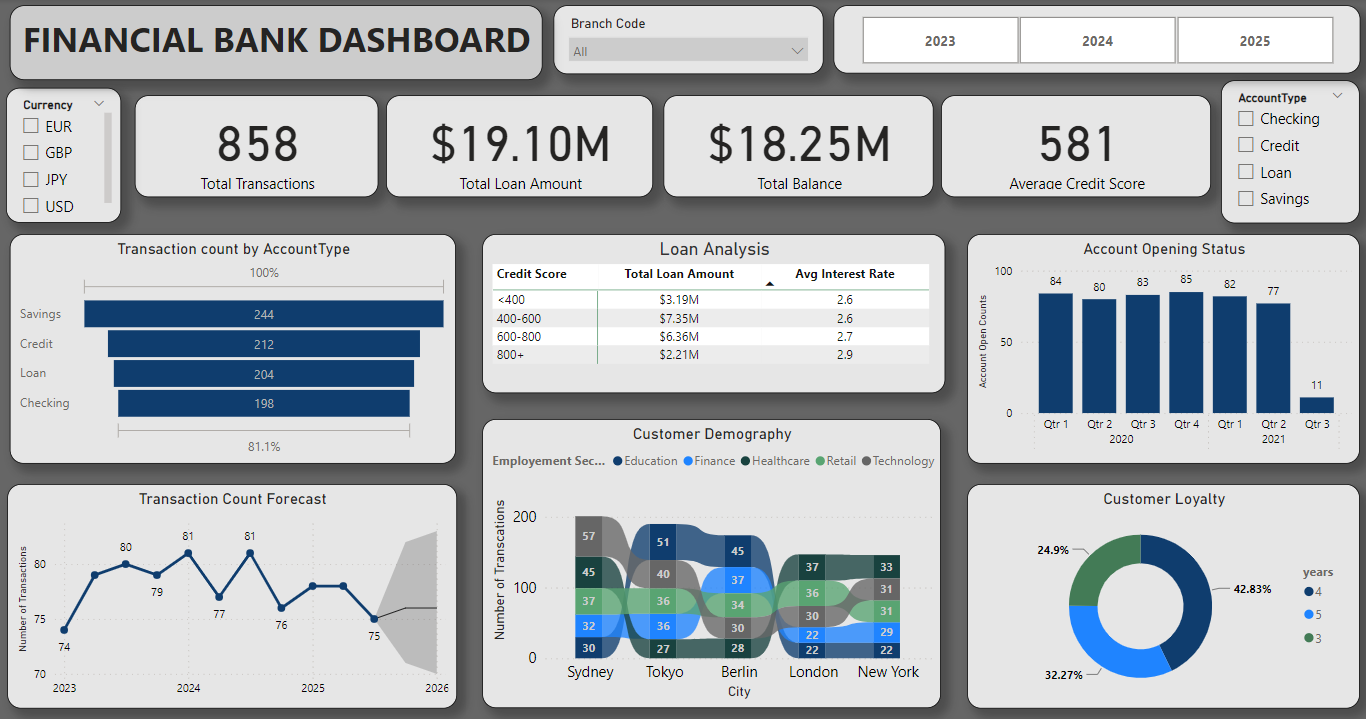 FINANCIAL BANK DASHBOARD
Branch Code
All
2023 2024 2025
Currency
EUR
GBP
JPY
USD
858
Total Transactions
$19.10M
Total Loan Amount
$18.25M
Total Balance
581
Average Credit Score
AccountType
Checking
Credit
Loan
Savings
Transaction count by AccountType
100%
Savings 244
Credit 212
Loan 204
Checking 198
81.1%
Loan Analysis
Credit Score Total Loan Amount Avg Interest Rate
<400 $3.19M 2.6
400-600 $7.35M 2.6
600-800 $6.36M 2.7
800+ $2.21M 2.9
Account Opening Status
Account Open Counts
100
50
0
84 80 83 85 82 77 11
Qtr 1 Qtr 2 Qtr 3 Qtr 4 Qtr 1 Qtr 2 Qtr 3
2020 2021
Transaction Count Forecast
Number of Transactions
80
75
70
74 80 79 81 77 81 76 75
2023 2024 2025 2026
Customer Demography
Employement Sec... Education Finance Healthcare Retail Technology
Number of Transcations
200
100
0
57 45 37 32 30
51 40 36 36 27
45 37 34 30 28
37 36 30 22 22
33 31 31 29 22
Sydney Tokyo Berlin London New York
City
Customer Loyalty
24.9%
42.83%
32.27%
years
4
5
3